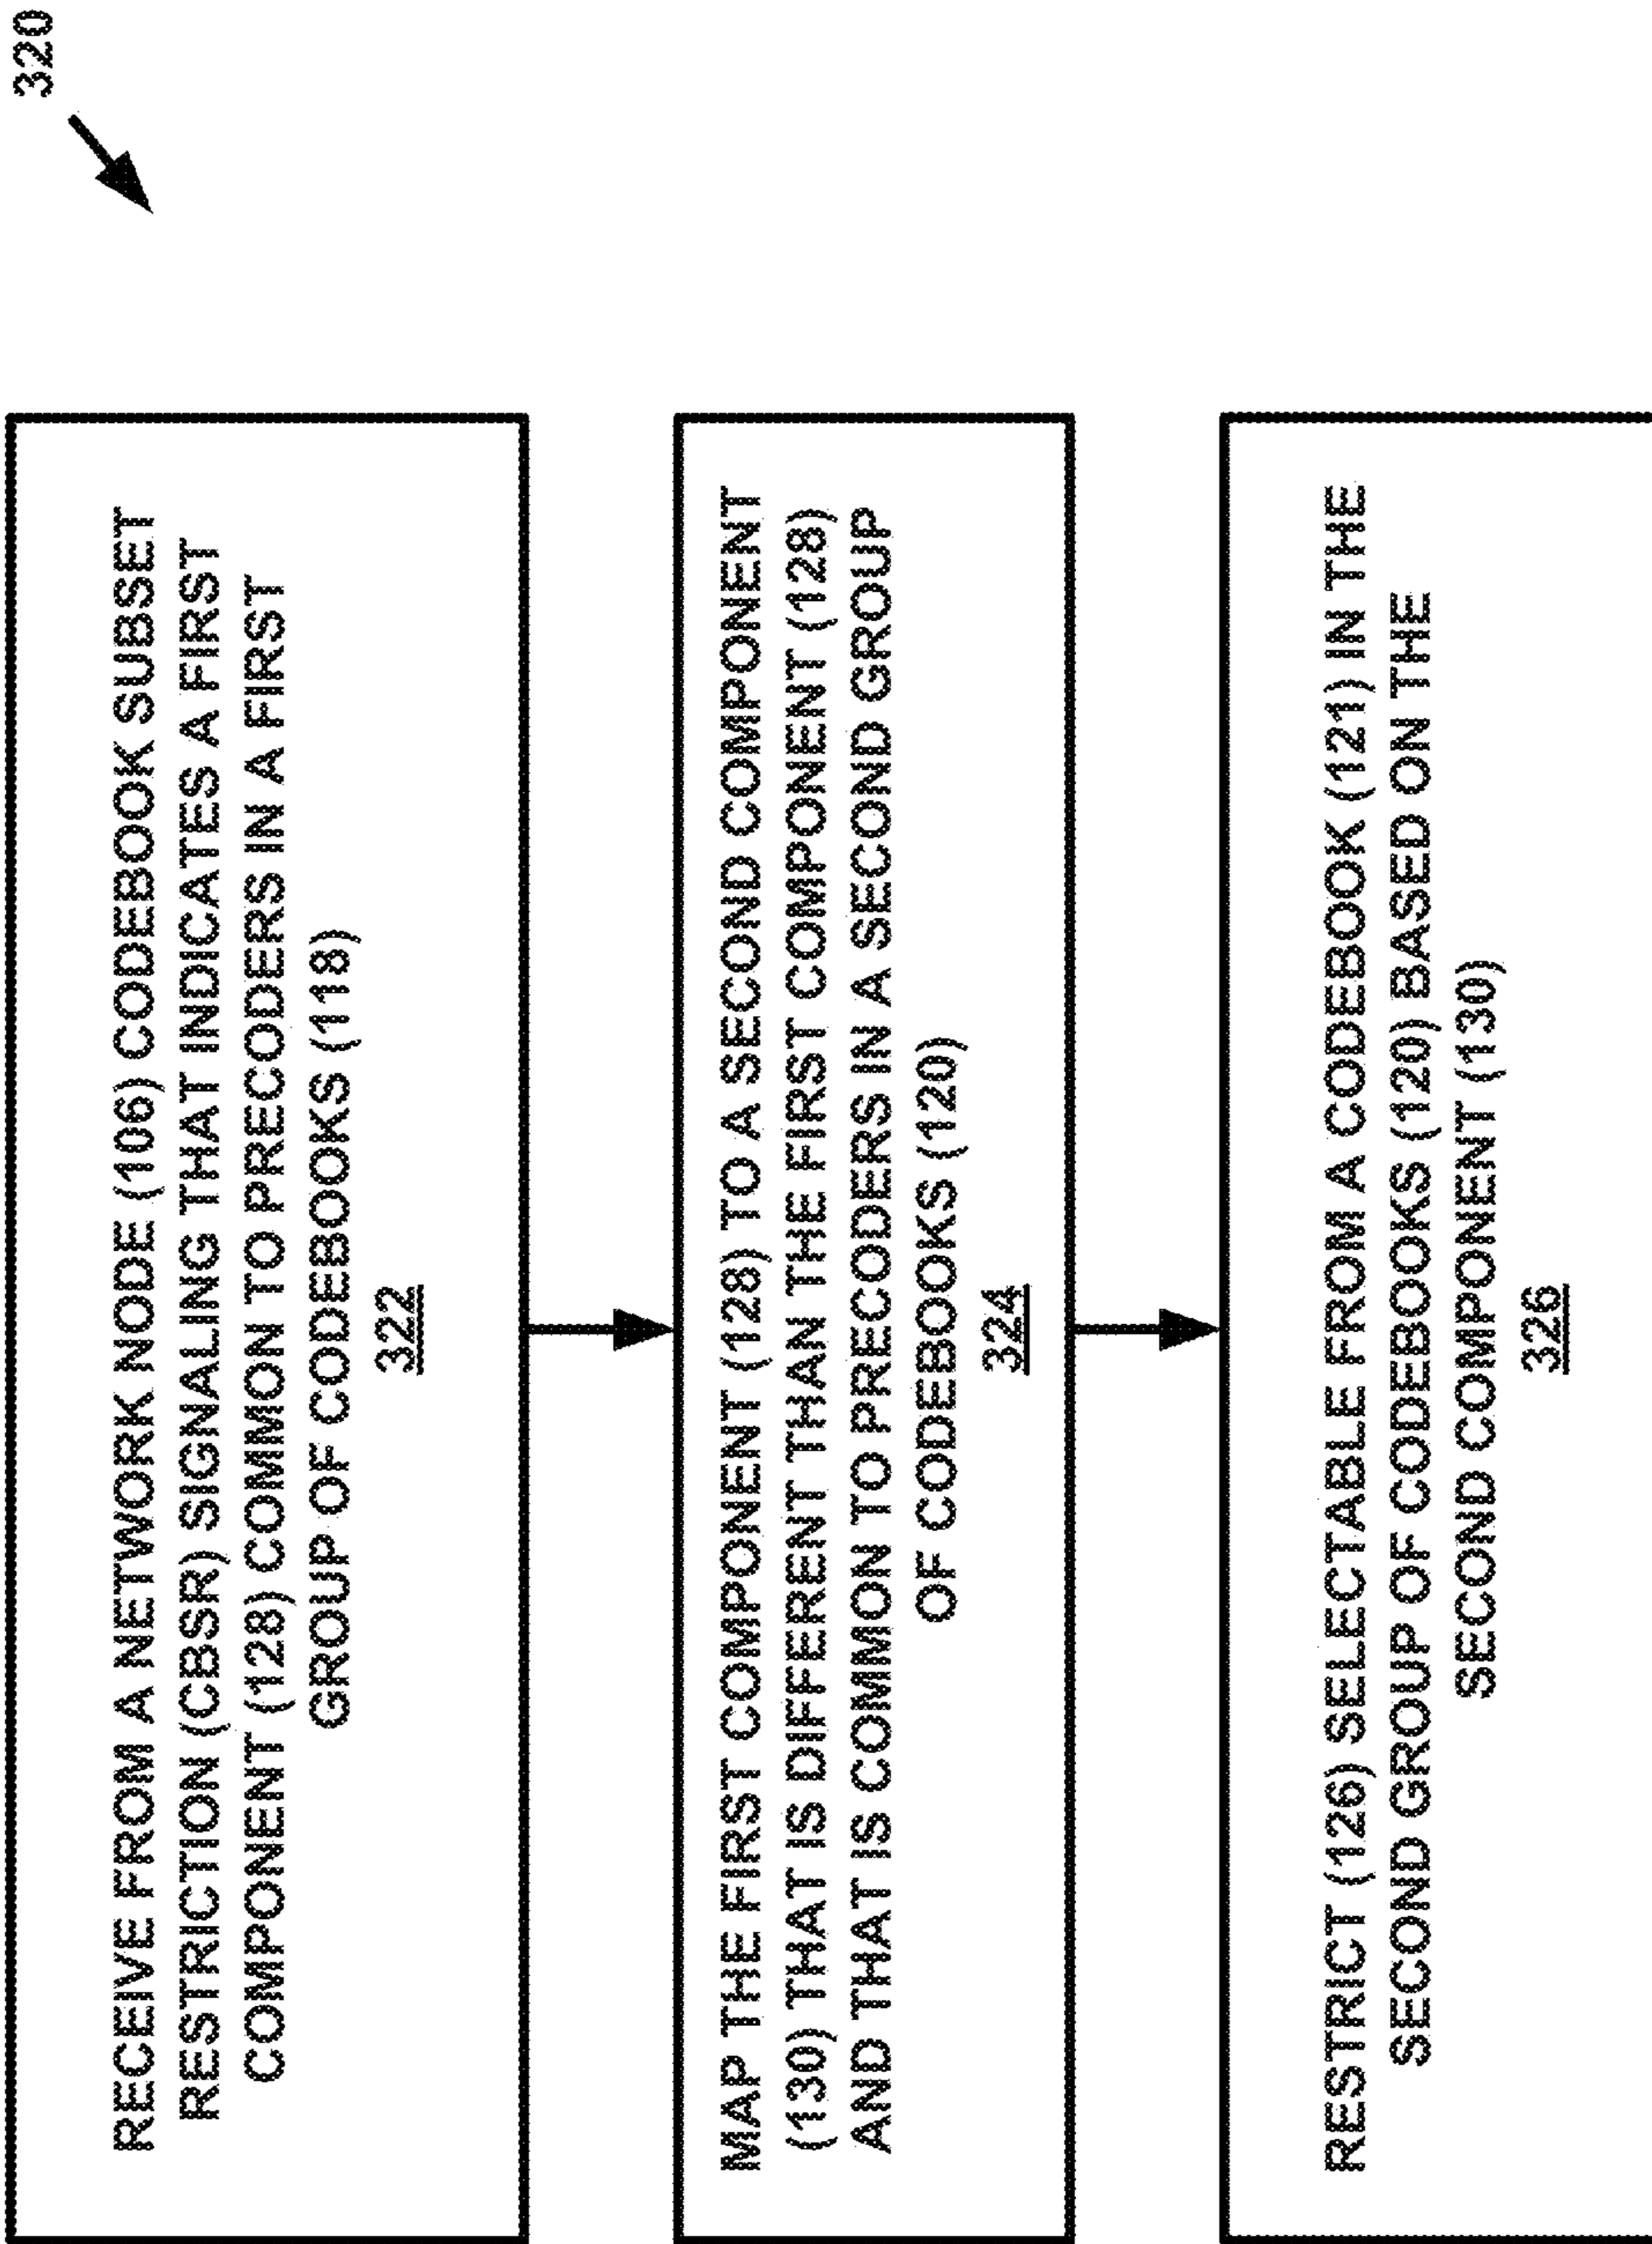 320
RECEIVE FROM A NETWORK NODE (106) CODEBOOK SUBSET
RESTRICTION (CBSR) SIGNALING THAT INDICATES A FIRST
COMPONENT (128) COMMON TO PRECODERS IN A FIRST
GROUP OF CODEBOOKS (118)
322
MAP THE FIRST COMPONENT (128) TO A SECOND COMPONENT
(130) THAT IS DIFFERENT THAN THE FIRST COMPONENT (128)
AND THAT IS COMMON TO PRECODERS IN A SECOND GROUP
OF CODEBOOKS (120)
324
RESTRICT (126) SELECTABLE FROM A CODEBOOK (121) IN THE
SECOND GROUP OF CODEBOOKS (120) BASED ON THE
SECOND COMPONENT (130)
326